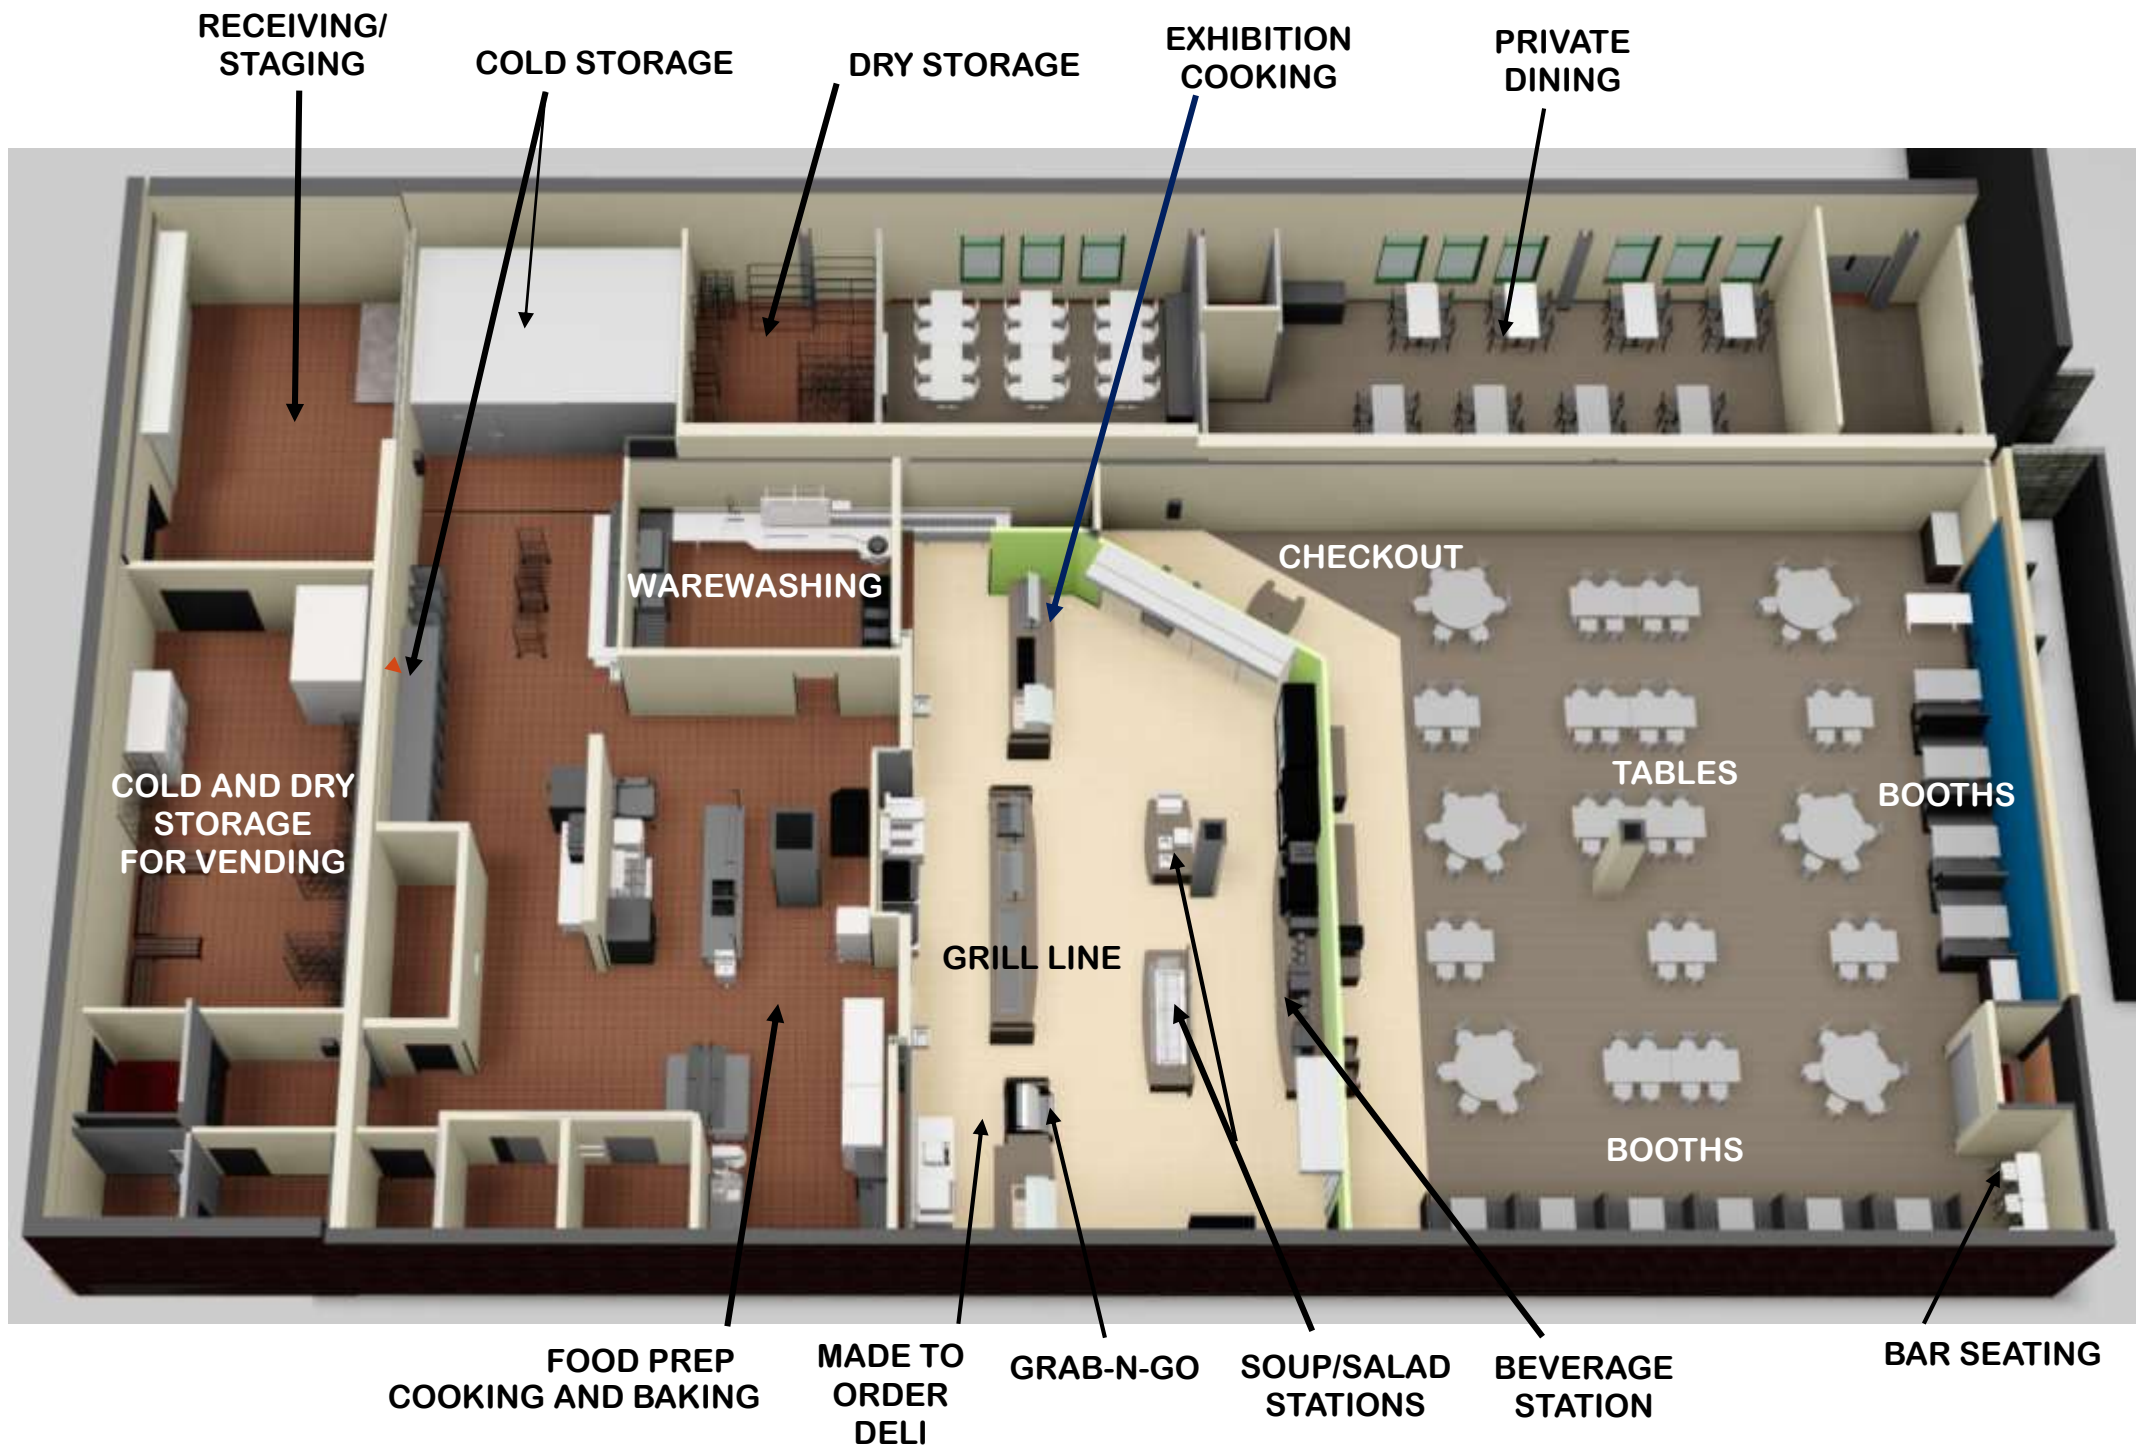 RECEIVING/
STAGING
COLD STORAGE
DRY STORAGE
EXHIBITION
COOKING
PRIVATE
DINING
CHECKOUT
WAREWASHING
TABLES
BOOTHS
COLD AND DRY
STORAGE
FOR VENDING
GRILL LINE
BOOTHS
FOOD PREP
COOKING AND BAKING
MADE TO
ORDER
DELI
GRAB-N-GO
SOUP/SALAD
STATIONS
BEVERAGE
STATION
BAR SEATING